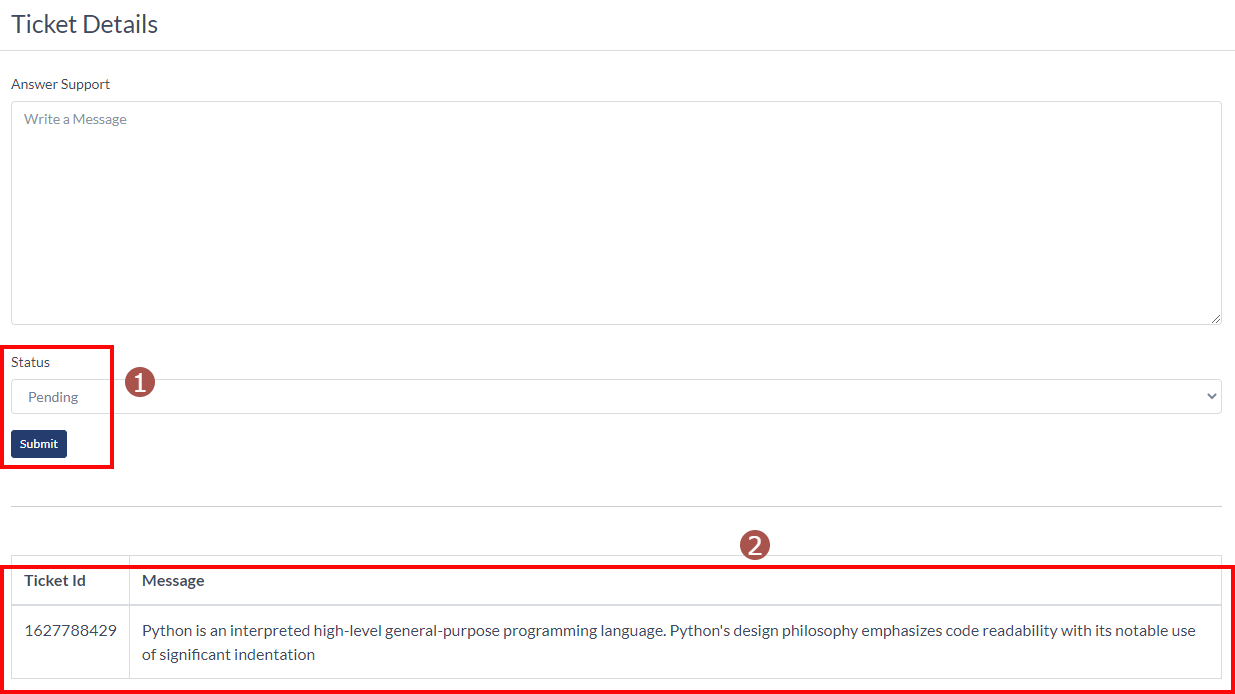 Ticket Details
Answer Support
Write a Message
Status
1
Pending
Submit
2
Ticket Id Message
1627788429 Python is an interpreted high-level general-purpose programming language. Python's design philosophy emphasizes code readability with its notable use
of significant indentation